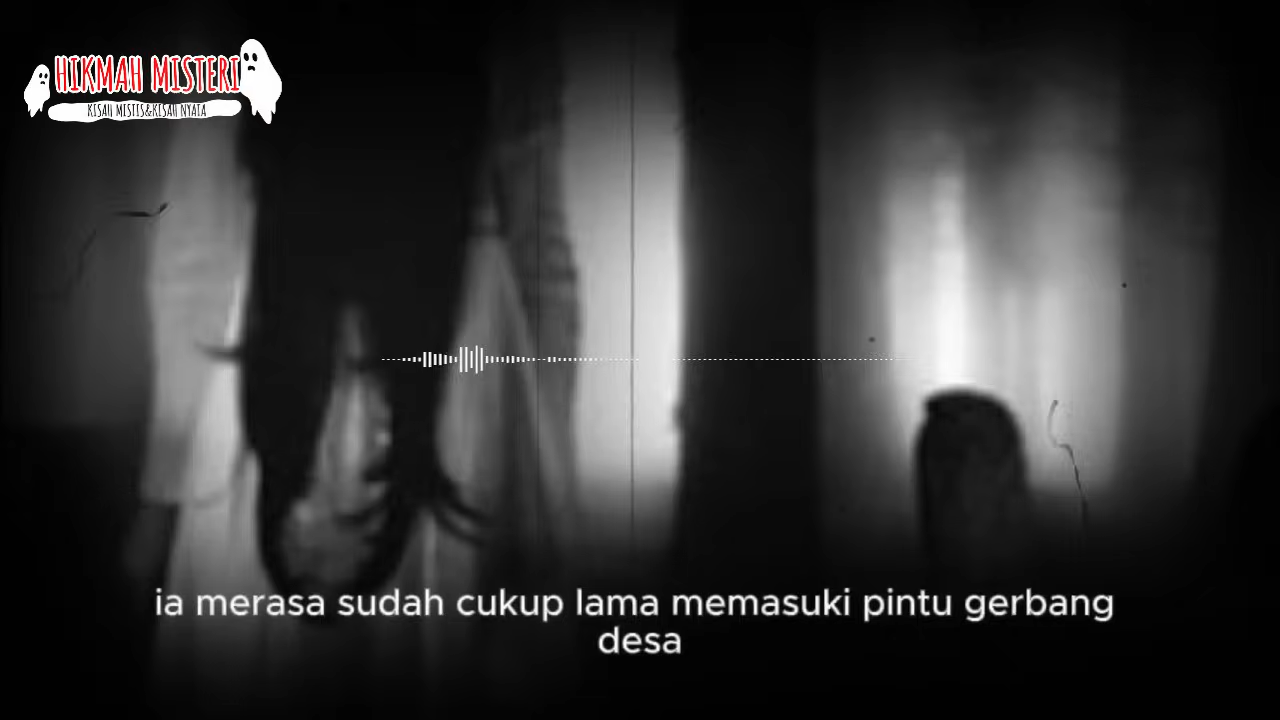 HIKMAH MISTERI
KISAH MISTIS&KISAH NYATA
ia merasa sudah cukup lama memasuki pintu gerbang
desa